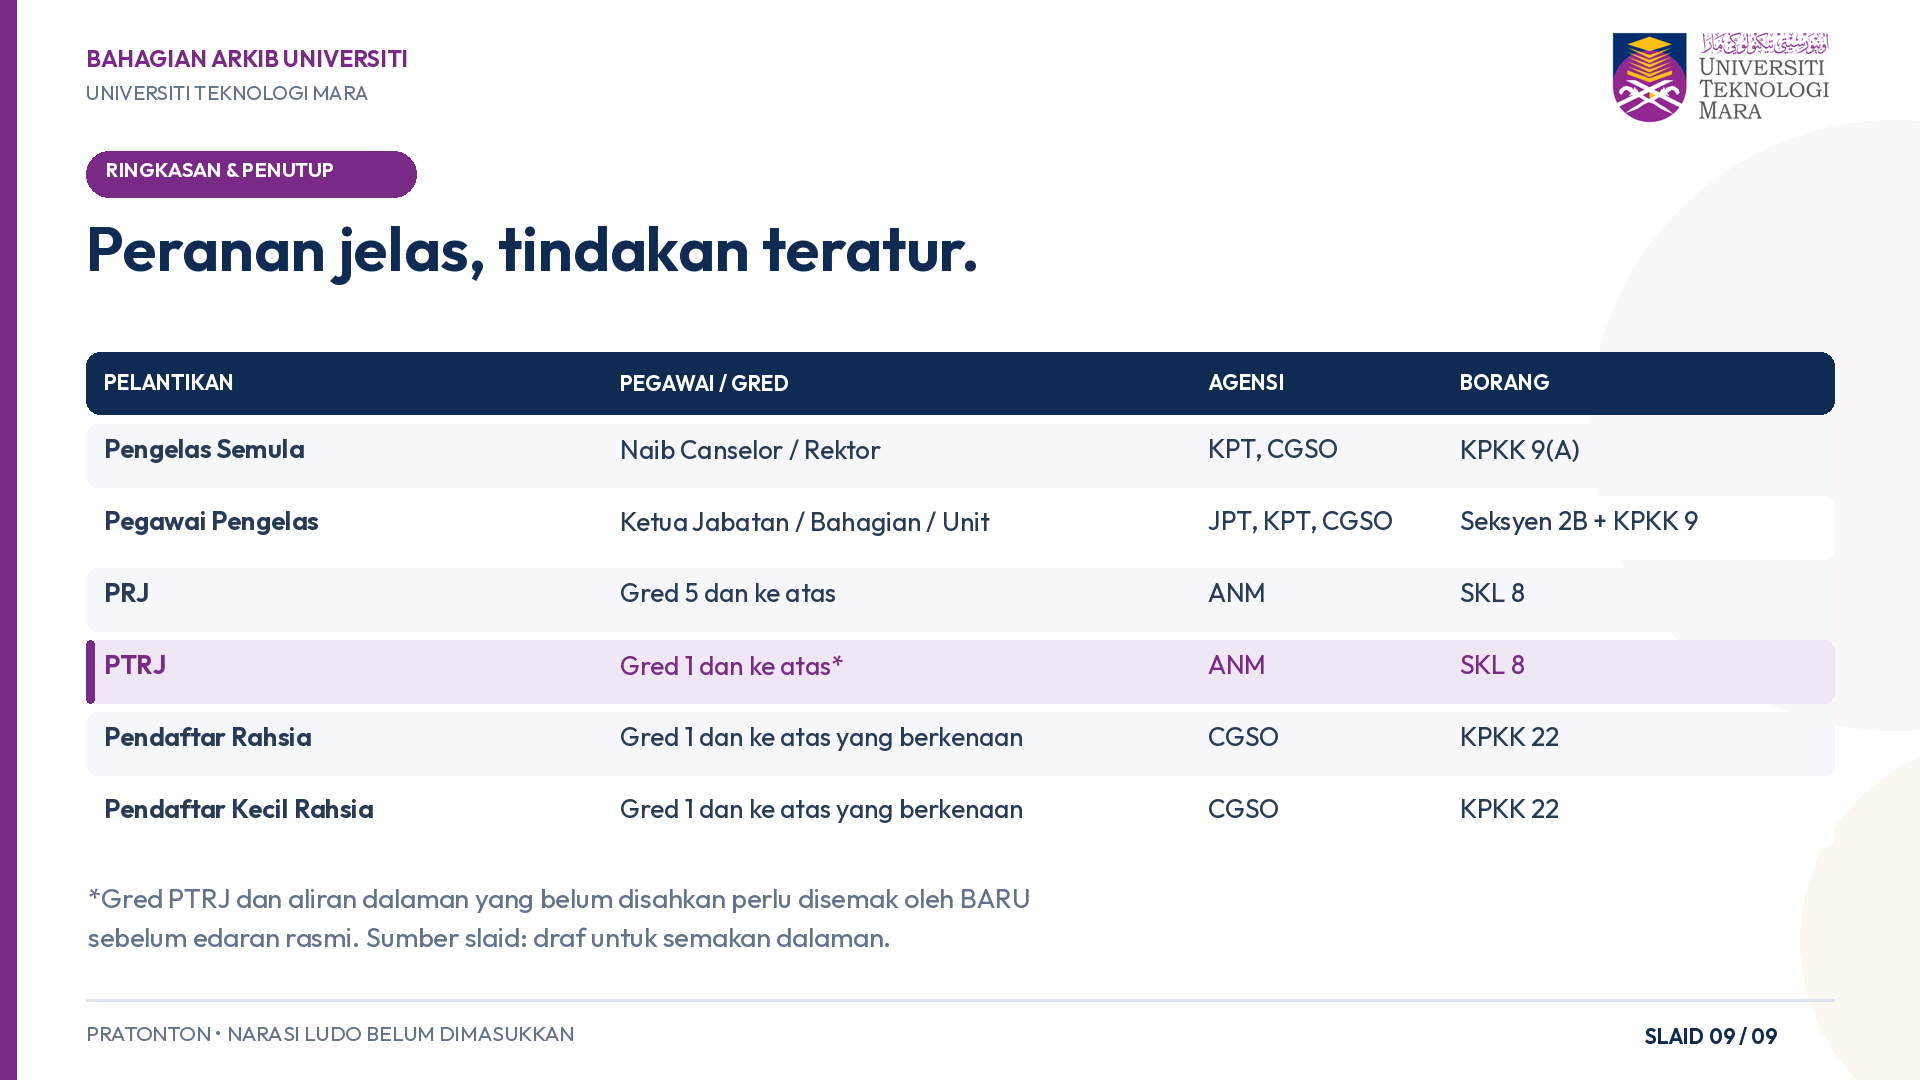 BAHAGIAN ARKIB UNIVERSITI
UNIVERSITI TEKNOLOGI MARA
اونيۏرسيتي تيكنولوݢي مارا
UNIVERSITI
TEKNOLOGI
MARA
RINGKASAN & PENUTUP
Peranan jelas, tindakan teratur.
PELANTIKAN PEGAWAI / GRED AGENSI BORANG
Pengelas Semula Naib Canselor / Rektor KPT, CGSO KPKK 9(A)
Pegawai Pengelas Ketua Jabatan / Bahagian / Unit JPT, KPT, CGSO Seksyen 2B + KPKK 9
PRJ Gred 5 dan ke atas ANM SKL 8
PTRJ Gred 1 dan ke atas* ANM SKL 8
Pendaftar Rahsia Gred 1 dan ke atas yang berkenaan CGSO KPKK 22
Pendaftar Kecil Rahsia Gred 1 dan ke atas yang berkenaan CGSO KPKK 22
*Gred PTRJ dan aliran dalaman yang belum disahkan perlu disemak oleh BARU
sebelum edaran rasmi. Sumber slaid: draf untuk semakan dalaman.
PRATONTON • NARASI LUDO BELUM DIMASUKKAN
SLAID 09 / 09